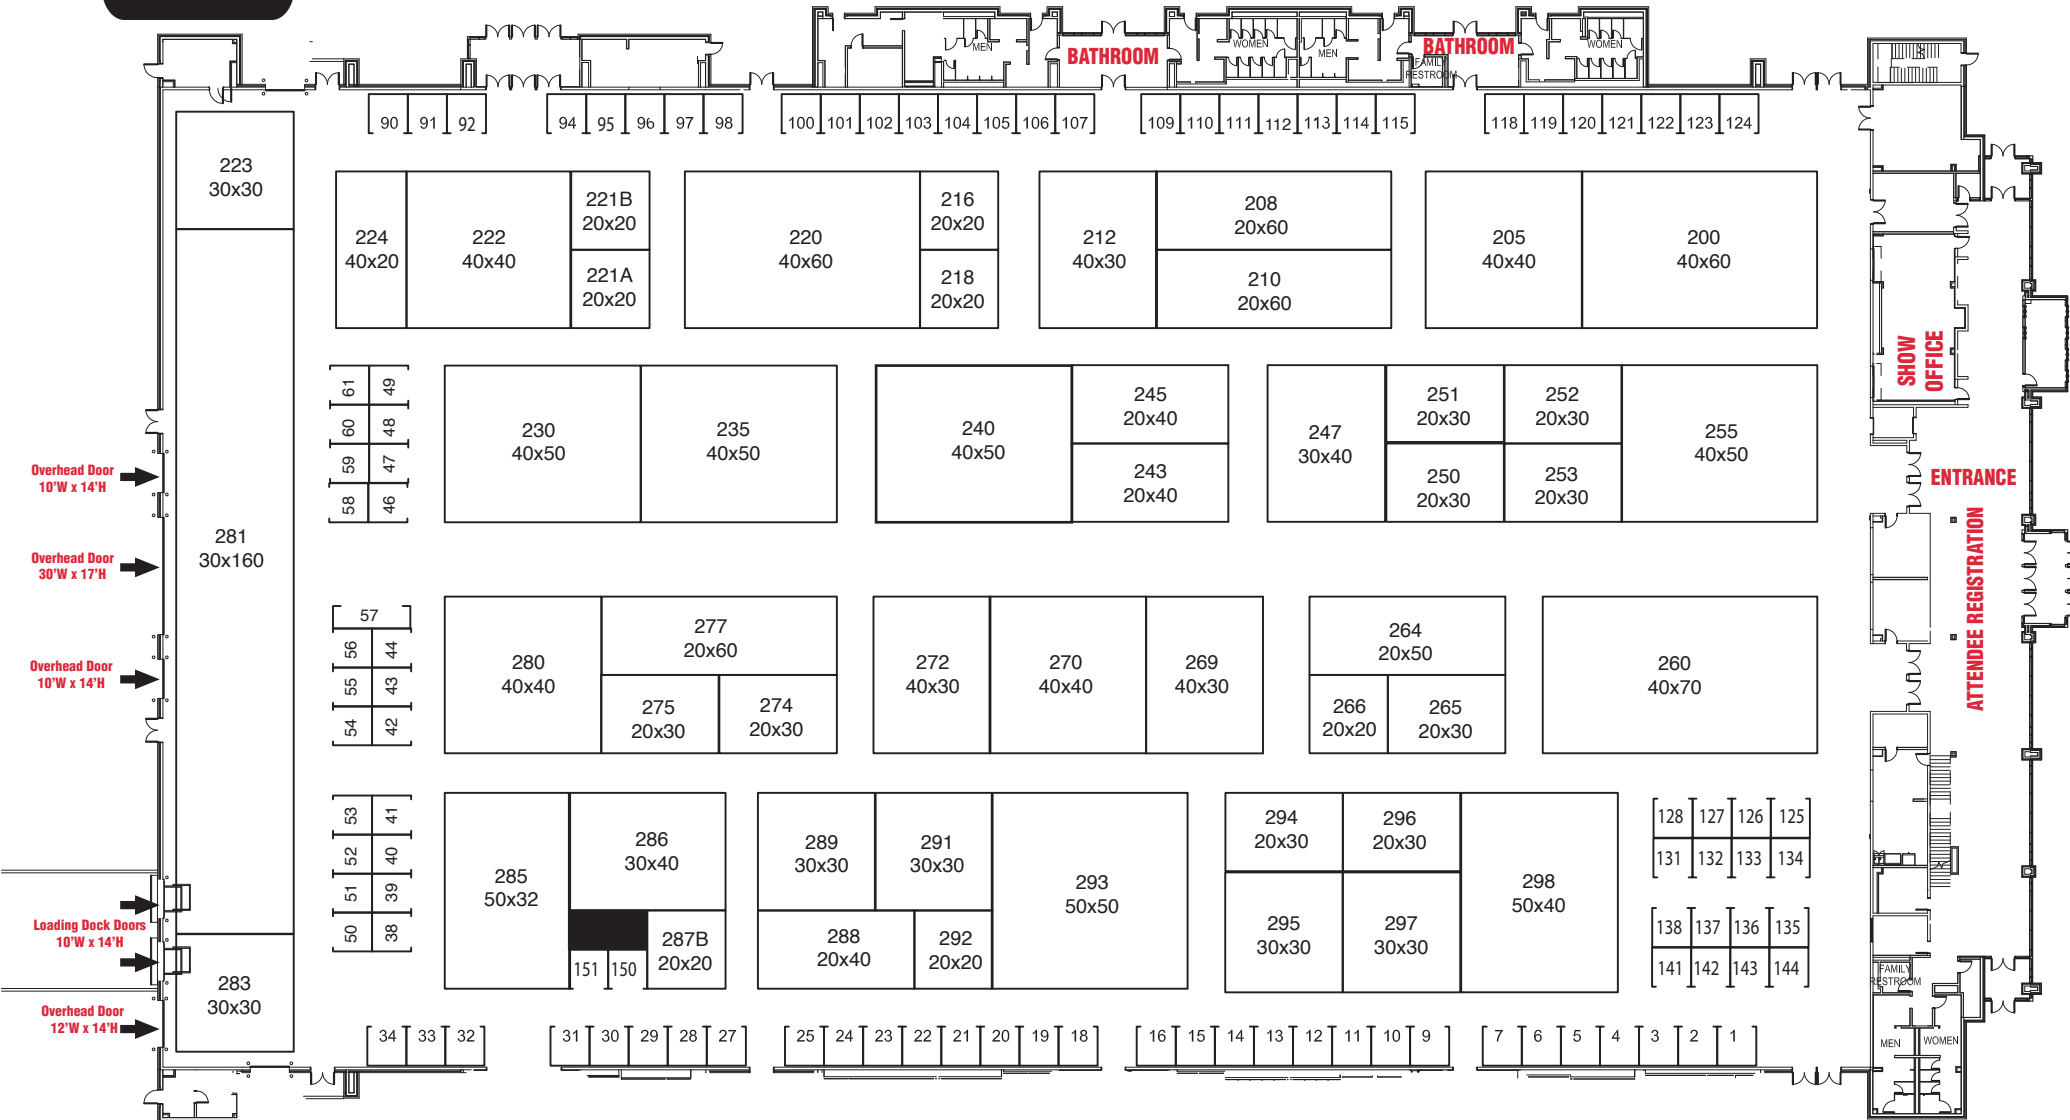 MEN
BATHROOM
WOMEN
MEN
BATHROOM
FAMILY
RESTROOM
WOMEN
90 91 92
94 95 96 97 98
100 101 102 103 104 105 106 107
109 110 111 112 113 114 115
118 119 120 121 122 123 124
223
30x30
224
40x20
222
40x40
221B
20x20
221A
20x20
220
40x60
216
20x20
218
20x20
212
40x30
208
20x60
210
20x60
205
40x40
200
40x60
SHOW
OFFICE
61 49
60 48
59 47
58 46
230
40x50
235
40x50
240
40x50
245
20x40
243
20x40
247
30x40
251
20x30
252
20x30
250
20x30
253
20x30
255
40x50
ENTRANCE
ATTENDEE REGISTRATION
Overhead Door
10'W x 14'H
Overhead Door
30'W x 17'H
Overhead Door
10'W x 14'H
281
30x160
57
56 44
55 43
54 42
280
40x40
277
20x60
275
20x30
274
20x30
272
40x30
270
40x40
269
40x30
264
20x50
266
20x20
265
20x30
260
40x70
53 41
52 40
51 39
50 38
285
50x32
286
30x40
287B
20x20
151 150
289
30x30
291
30x30
288
20x40
292
20x20
293
50x50
294
20x30
296
20x30
295
30x30
297
30x30
298
50x40
128 127 126 125
131 132 133 134
138 137 136 135
141 142 143 144
Loading Dock Doors
10'W x 14'H
Overhead Door
12'W x 14'H
283
30x30
FAMILY
RESTROOM
MEN
WOMEN
34 33 32
31 30 29 28 27
25 24 23 22 21 20 19 18
16 15 14 13 12 11 10 9
7 6 5 4 3 2 1